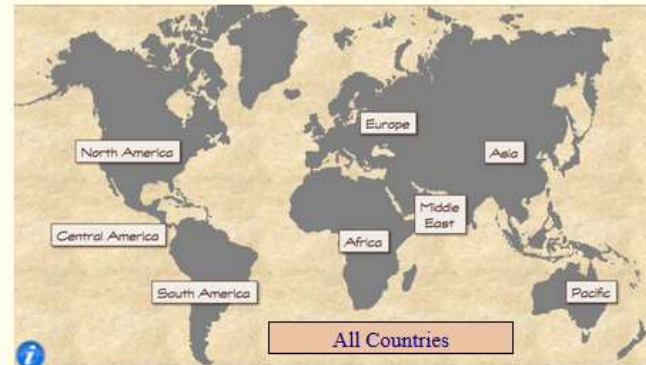 Europe
North America
Asia
Middle
East
Central America
Africa
South America
Pacific
All Countries
i